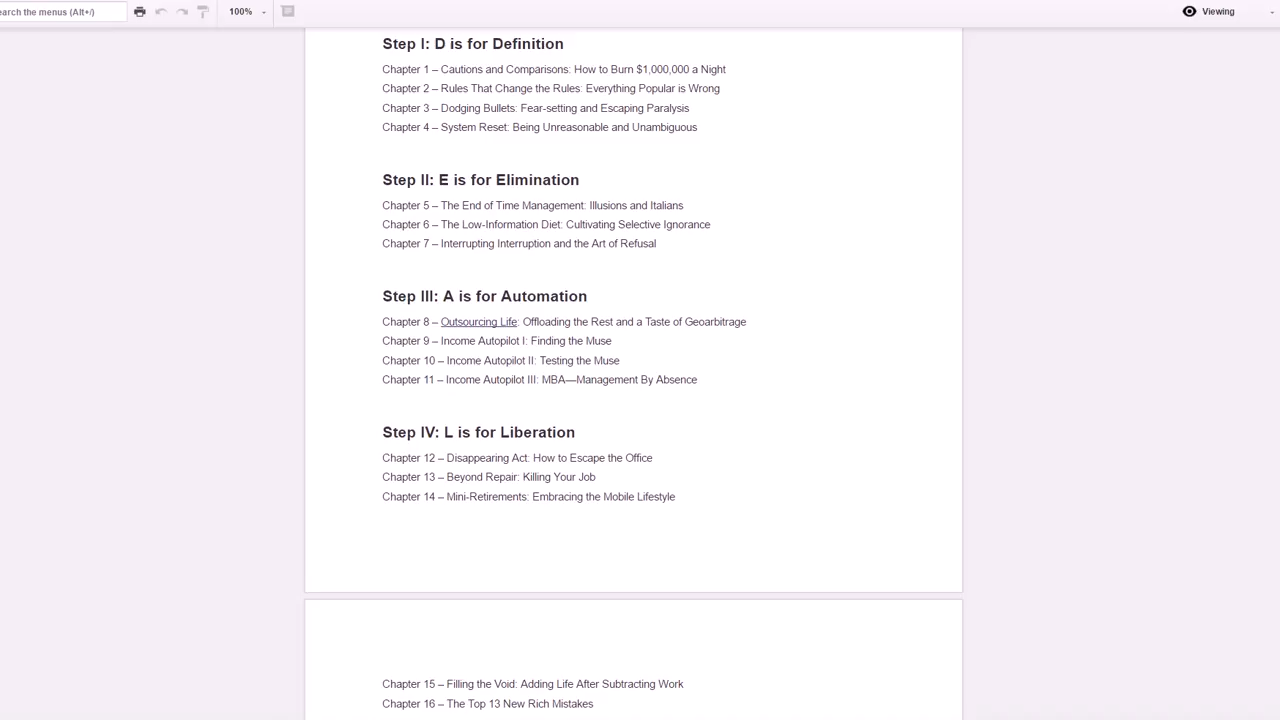 earch the menus (Alt+/)
100%
Viewing
Step I: D is for Definition
Chapter 1 – Cautions and Comparisons: How to Burn $1,000,000 a Night
Chapter 2 – Rules That Change the Rules: Everything Popular is Wrong
Chapter 3 – Dodging Bullets: Fear-setting and Escaping Paralysis
Chapter 4 – System Reset: Being Unreasonable and Unambiguous
Step II: E is for Elimination
Chapter 5 – The End of Time Management: Illusions and Italians
Chapter 6 – The Low-Information Diet: Cultivating Selective Ignorance
Chapter 7 – Interrupting Interruption and the Art of Refusal
Step III: A is for Automation
Chapter 8 – Outsourcing Life: Offloading the Rest and a Taste of Geoarbitrage
Chapter 9 – Income Autopilot I: Finding the Muse
Chapter 10 – Income Autopilot II: Testing the Muse
Chapter 11 – Income Autopilot III: MBA—Management By Absence
Step IV: L is for Liberation
Chapter 12 – Disappearing Act: How to Escape the Office
Chapter 13 – Beyond Repair: Killing Your Job
Chapter 14 – Mini-Retirements: Embracing the Mobile Lifestyle
Chapter 15 – Filling the Void: Adding Life After Subtracting Work
Chapter 16 – The Top 13 New Rich Mistakes